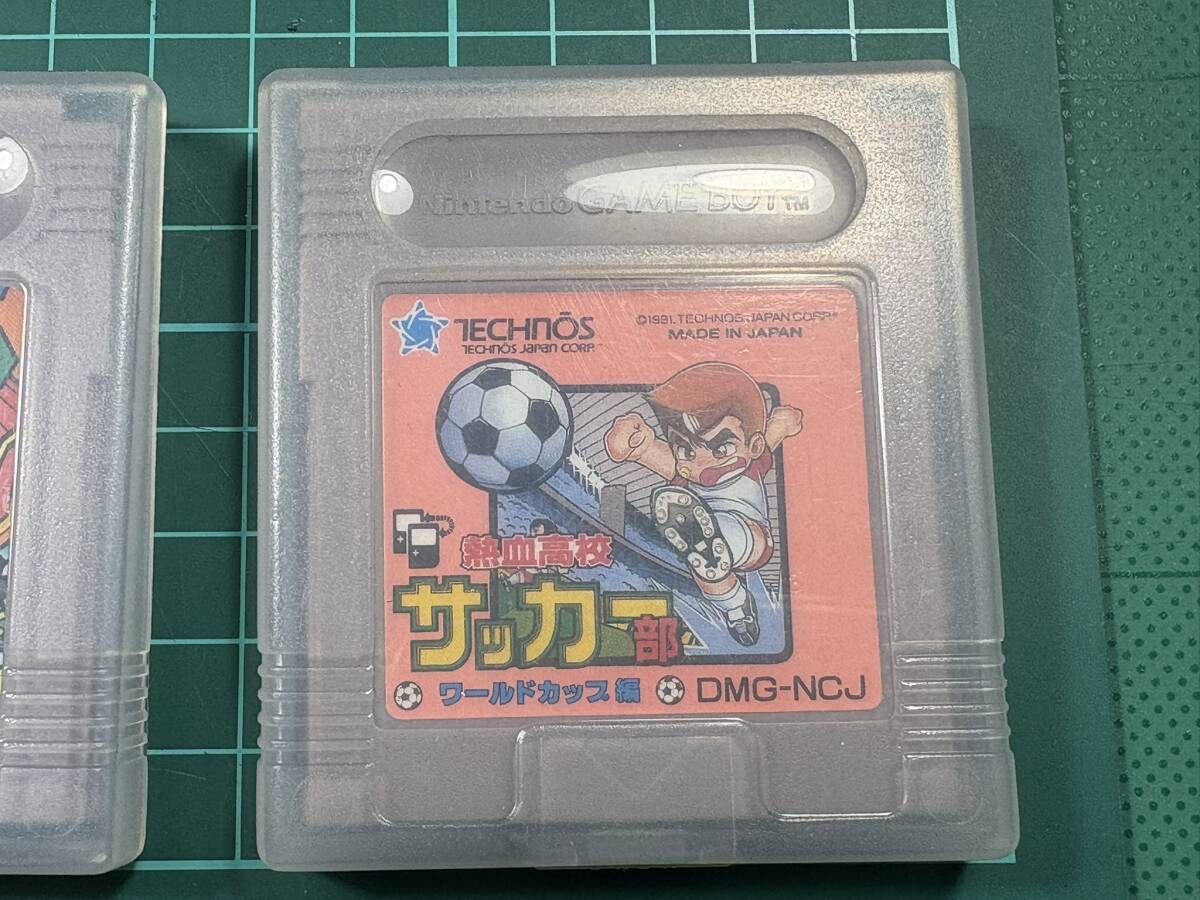 Nintendo GAME BOY™
TECHNŌS
TECHNŌS JAPAN CORP.
©1991. TECHNOS JAPAN CORP.
MADE IN JAPAN
熱血高校
サッカー部
ワールドカップ編
DMG-NCJ